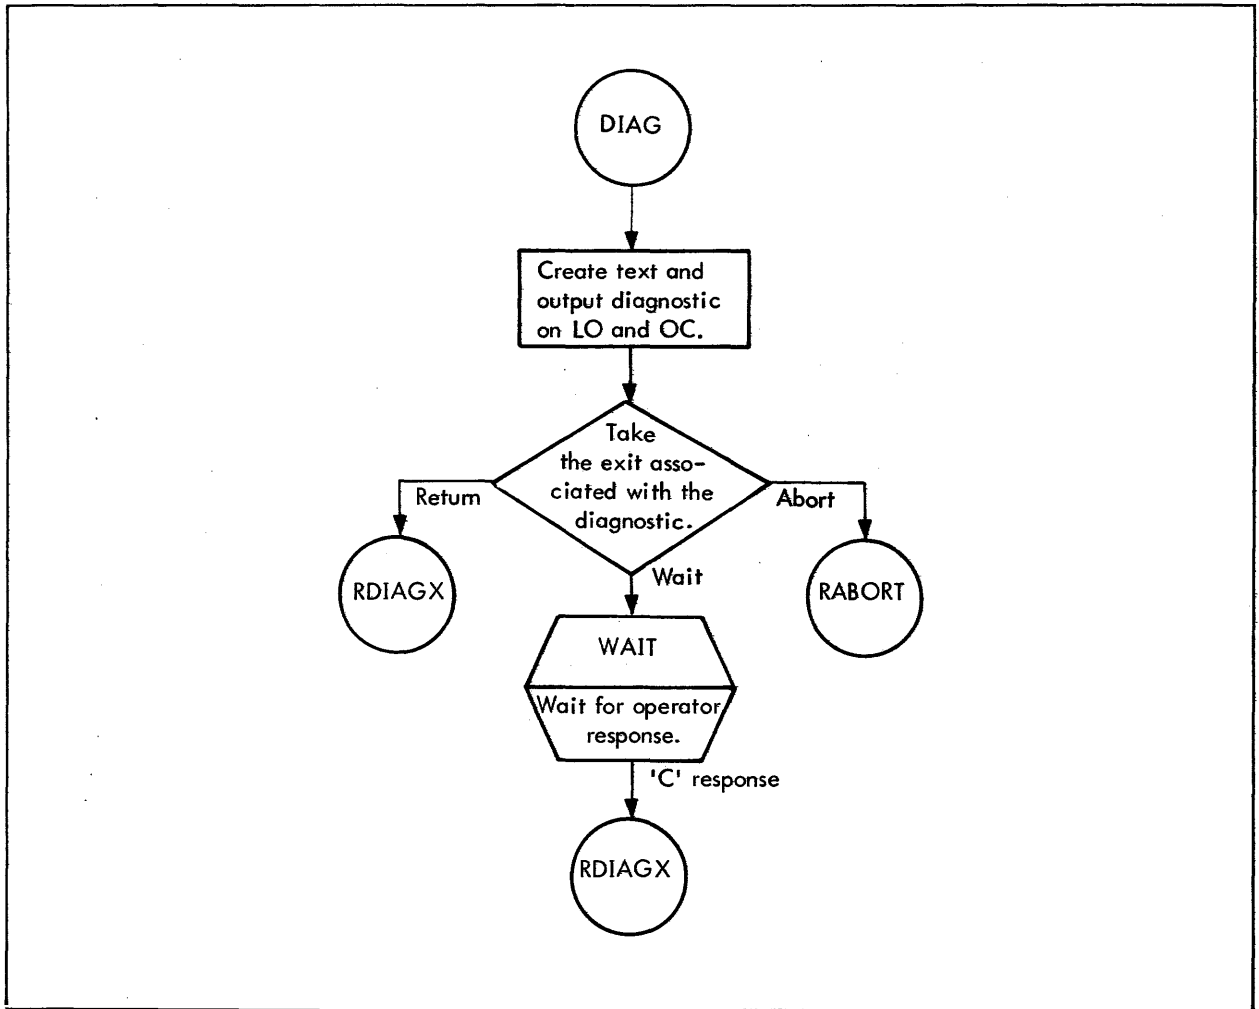 DIAG
Create text and
output diagnostic
on LO and OC.
Take
the exit asso-
ciated with the
diagnostic.
Return
Abort
Wait
RDIAGX
RABORT
WAIT
Wait for operator
response.
'C' response
RDIAGX